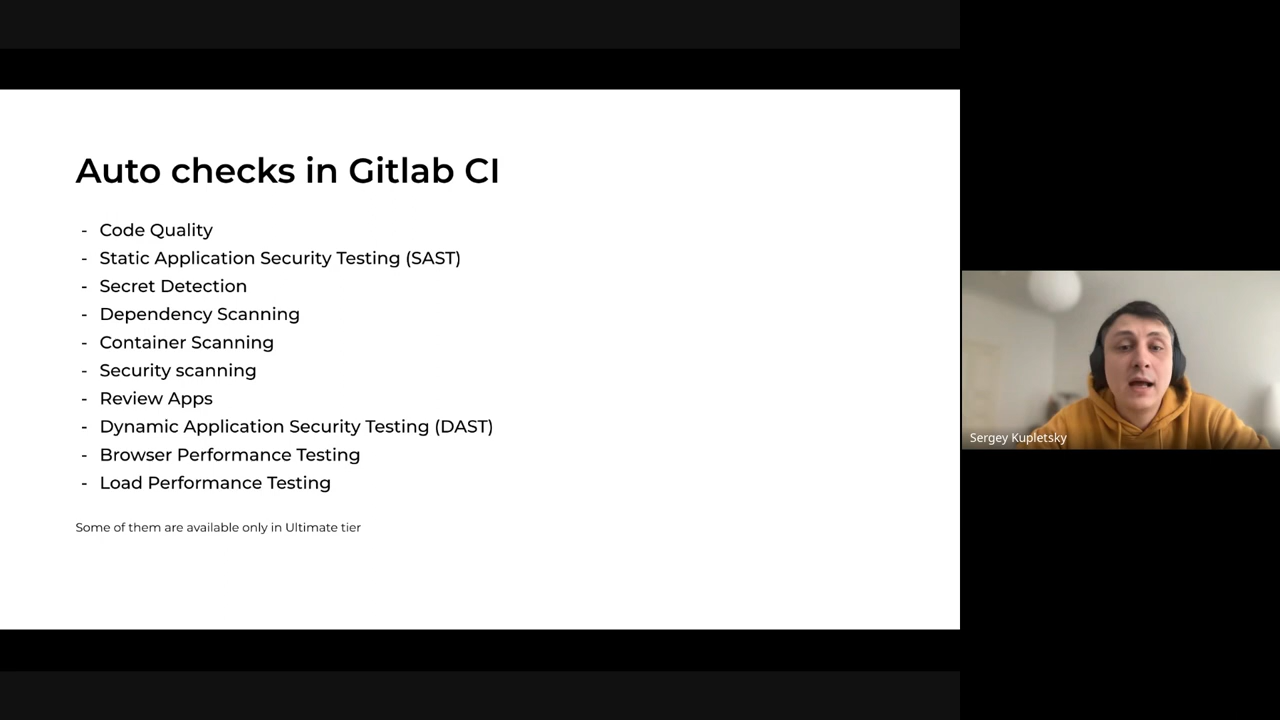 Auto checks in Gitlab CI
- Code Quality
- Static Application Security Testing (SAST)
- Secret Detection
- Dependency Scanning
- Container Scanning
- Security scanning
- Review Apps
- Dynamic Application Security Testing (DAST)
- Browser Performance Testing
- Load Performance Testing
Some of them are available only in Ultimate tier
Sergey Kupletsky